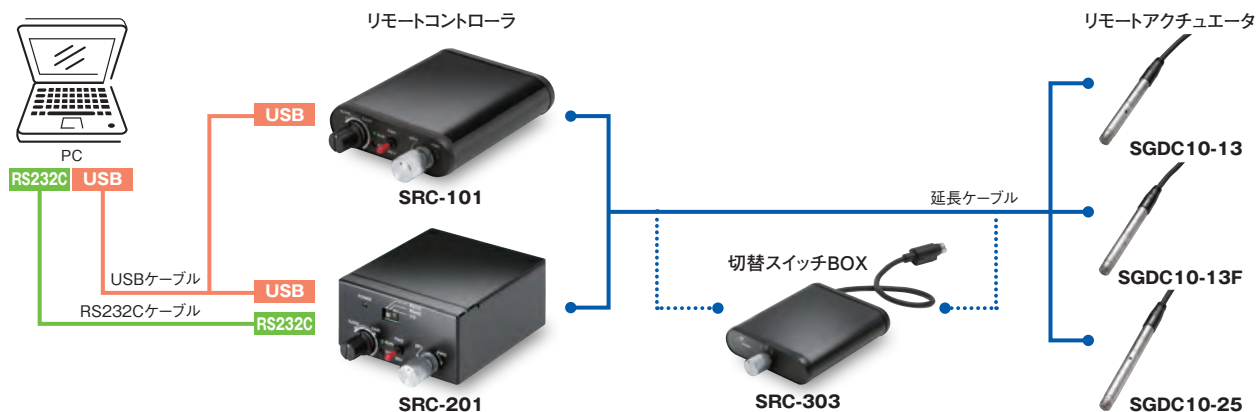 リモートコントローラ
リモートアクチュエータ
PC
RS232C
USB
USB
SRC-101
USBケーブル
RS232Cケーブル
USB
RS232C
POWER
SRC-201
延長ケーブル
切替スイッチBOX
SRC-303
SGDC10-13
SGDC10-13F
SGDC10-25